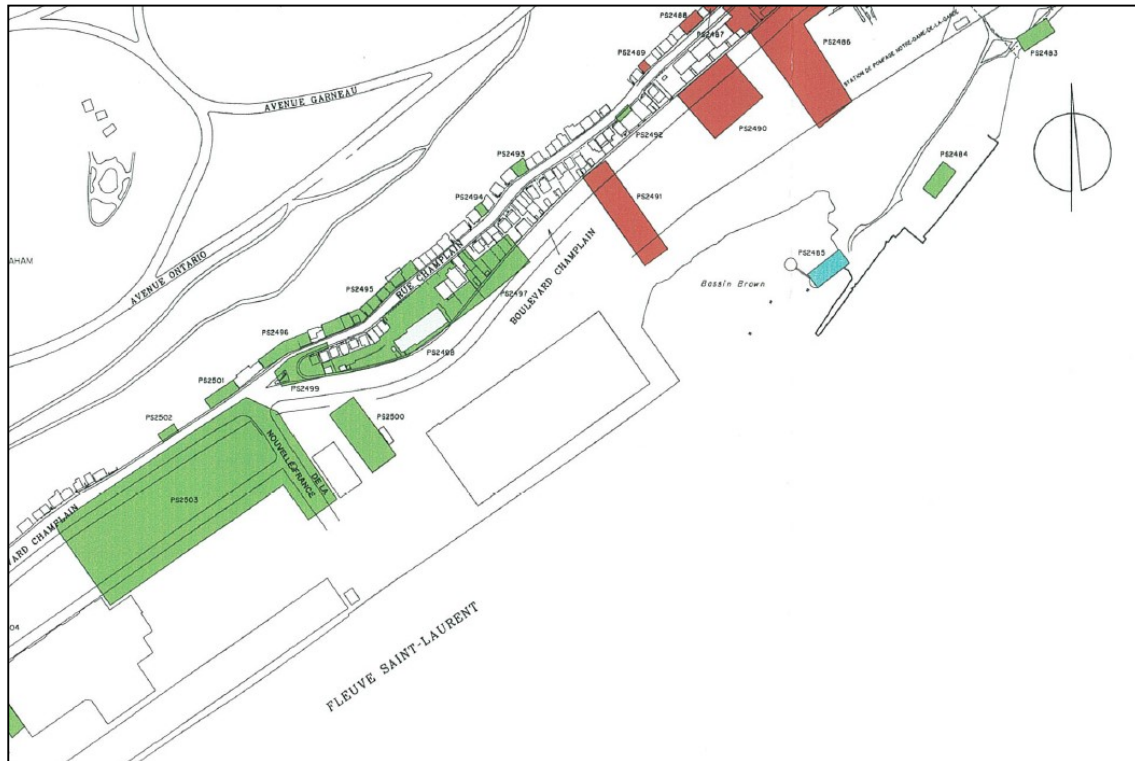 PS2488
PS2487
PS2486
PS2489
STATION DE POMPAGE NOTRE-DAME-DE-LA-GARDE
PS2483
AVENUE GARNEAU
PS2490
PS2492
PS2493
PS2484
PS2494
PS2491
AHAM
RUE CHAMPLAIN
PS2485
AVENUE ONTARIO
PS2495
BOULEVARD CHAMPLAIN
Bassin Brown
PS2497
PS2496
PS2498
PS2501
PS2499
PS2502
PS2500
DE LA
NOUVELLE-FRANCE
PS2503
VARD CHAMPLAIN
04
FLEUVE SAINT-LAURENT